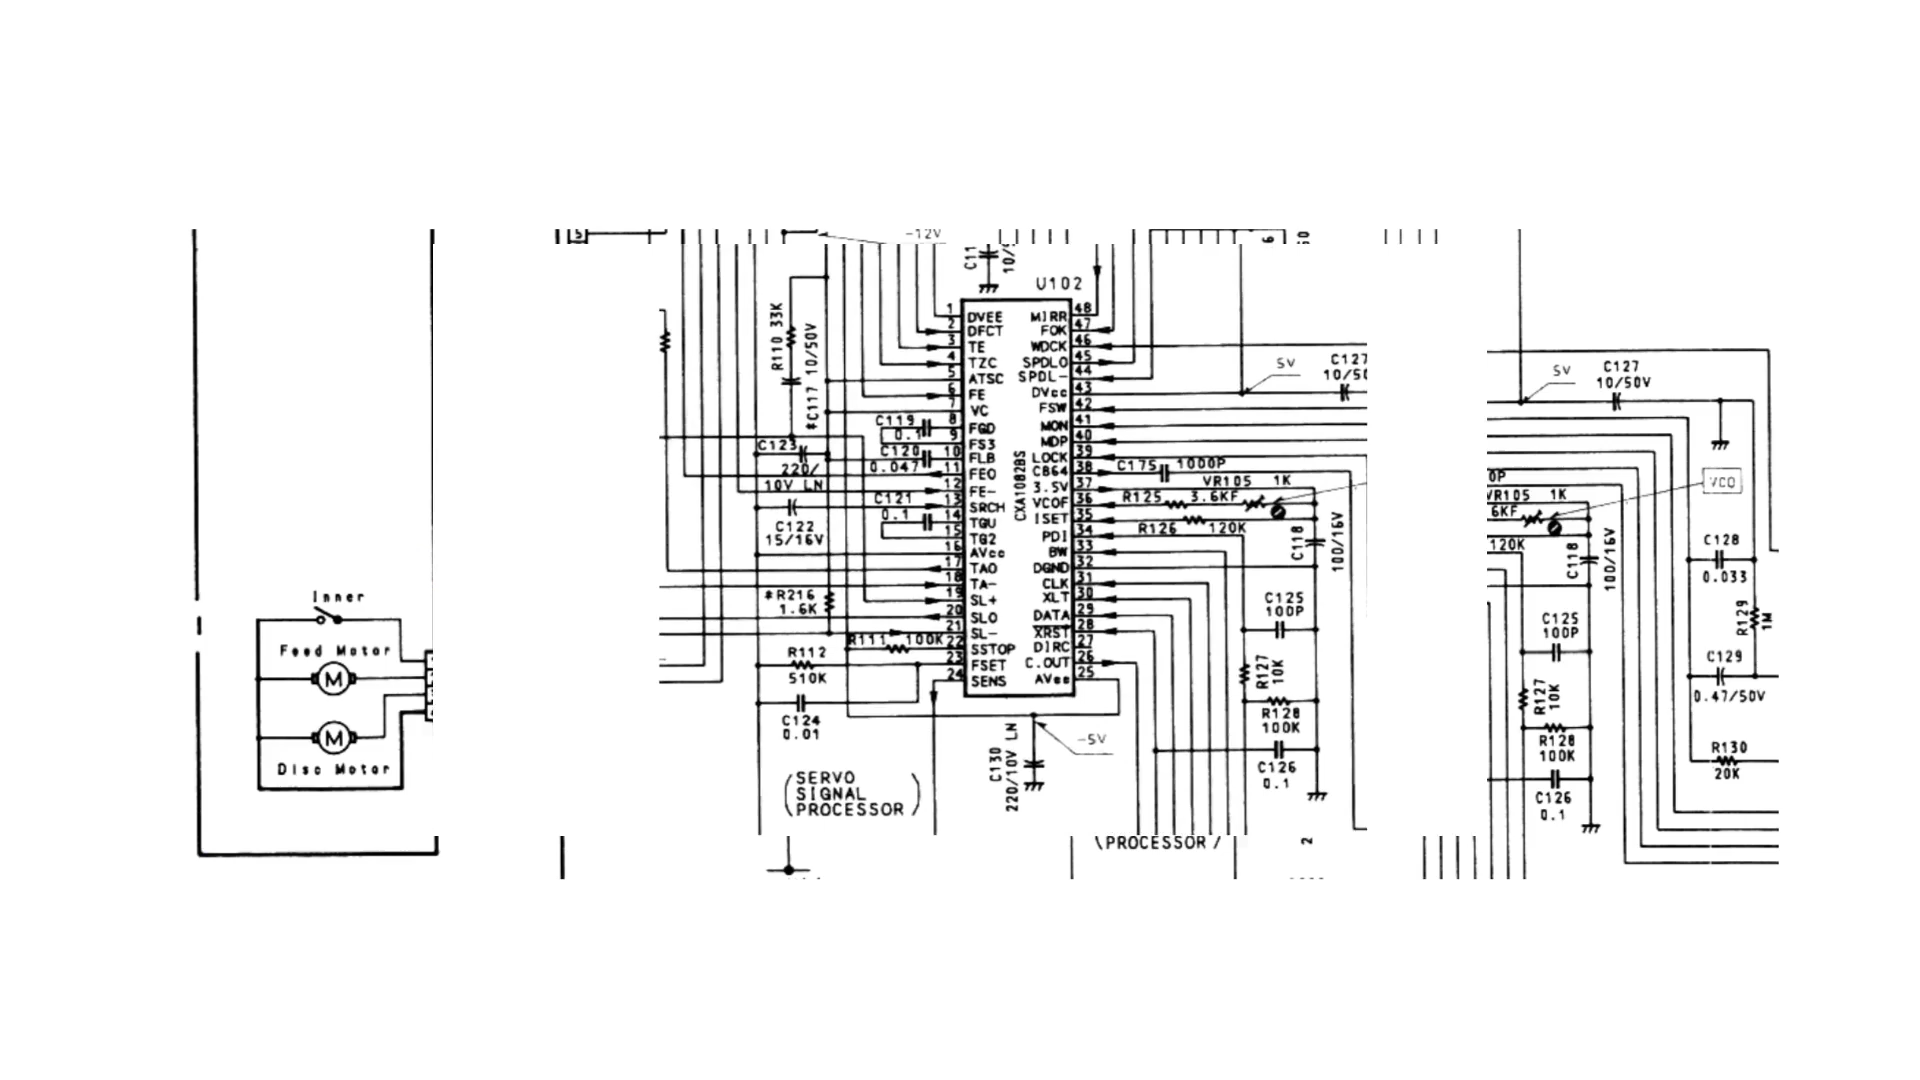 -12V
U102
R110 33K
*C117 10/50V
1
2
3
4
5
6
7
8
9
10
11
12
13
14
15
16
17
18
19
20
21
22
23
24
DVEE
DFCT
TE
TZC
ATSC
FE
VC
FGD
FS3
FLB
FEO
FE-
SRCH
TGU
TG2
AVcc
TAO
TA-
SL+
SLO
SL-
SSTOP
FSET
SENS
CXA1082BS
MIRR
FOK
WDCK
SPDLO
SPDL-
DVcc
FSW
MON
MDP
LOCK
C864
3.5V
VCOF
ISET
PDI
BW
DGND
CLK
XLT
DATA
XRST
DIRC
C.OUT
AVee
48
47
46
45
44
43
42
41
40
39
38
37
36
35
34
33
32
31
30
29
28
27
26
25
C119
0.1
C123
220/
10V LN
C120
0.047
C121
0.1
C122
15/16V
*R216
1.6K
R111 100K
R112
510K
C124
0.01
C130
220/10V LN
-5V
(SERVO
SIGNAL
PROCESSOR)
5V
C127
C175 1000P
VR105 1K
R125 3.6KF
R126 120K
C118
100/16V
C125
100P
R127
10K
R128
100K
C126
0.1
5V
C127
10/50V
VR105 1K
6KF
120K
VCO
C118
100/16V
C128
0.033
R129
1M
C125
100P
C129
0.47/50V
R127
10K
R128
100K
R130
20K
C126
0.1
Inner
Feed Motor
M
M
Disc Motor
\PROCESSOR/
2